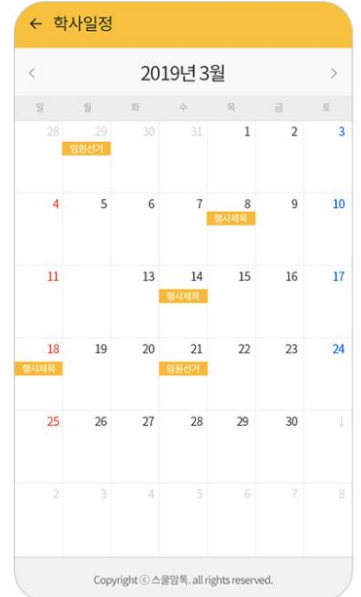 ← 학사일정
< 2019년 3월 >
일 월 화 수 목 금 토
28 29 30 31 1 2 3
임원선거
4 5 6 7 8 9 10
행사제목
11 13 14 15 16 17
행사제목
18 19 20 21 22 23 24
행사제목 임원선거
25 26 27 28 29 30 1
2 3 4 5 6 7 8
Copyright ⓒ 스쿨맘톡. all rights reserved.